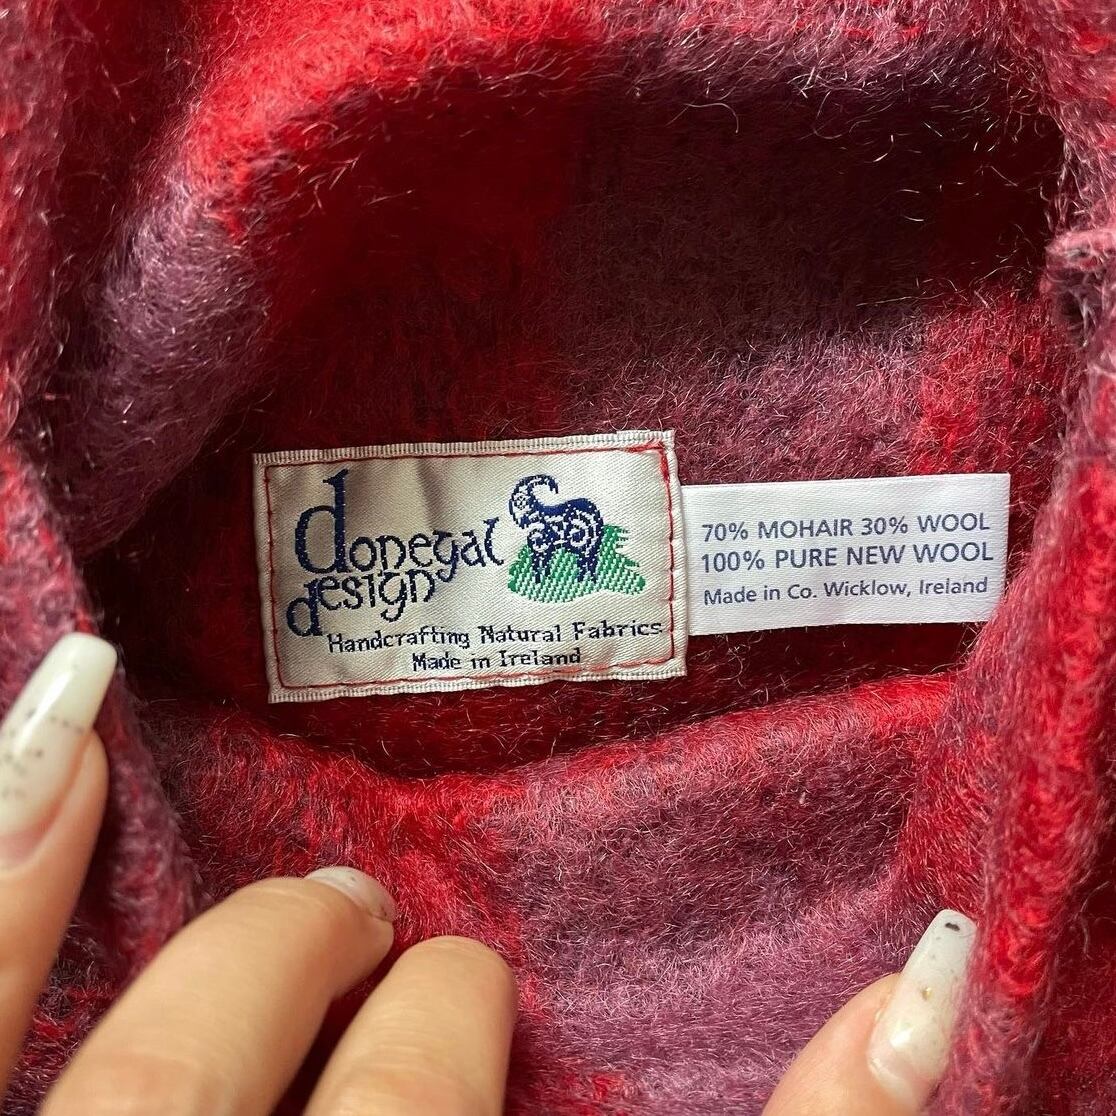 donegal
design
Handcrafting Natural Fabrics
Made in Ireland
70% MOHAIR 30% WOOL
100% PURE NEW WOOL
Made in Co. Wicklow, Ireland